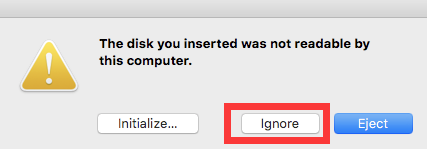 The disk you inserted was not readable by
this computer.
Initialize... Ignore Eject